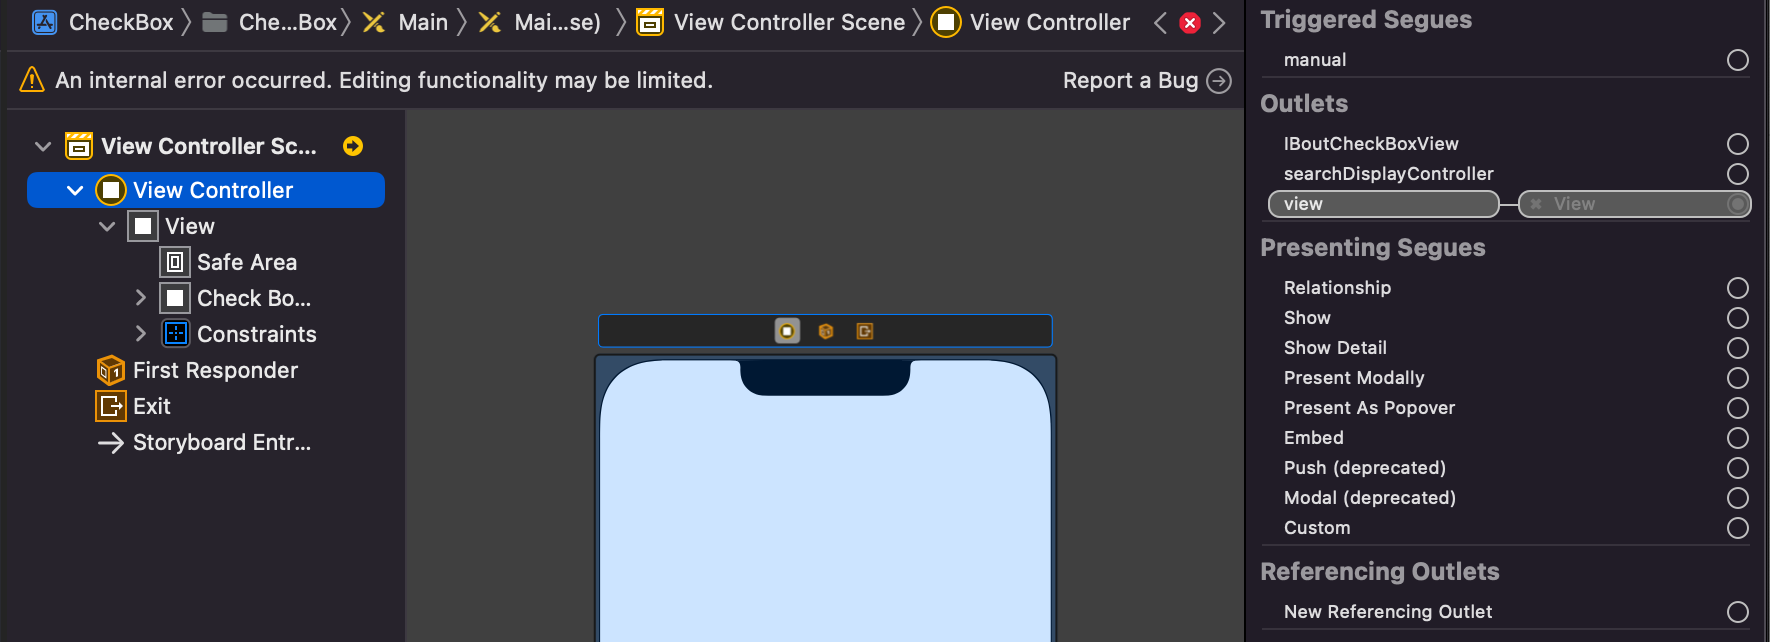 CheckBox Che...Box Main Mai...se) View Controller Scene View Controller
An internal error occurred. Editing functionality may be limited. Report a Bug
View Controller Sc...
View Controller
View
Safe Area
Check Bo...
Constraints
First Responder
Exit
Storyboard Entr...
Triggered Segues
manual
Outlets
IBoutCheckBoxView
searchDisplayController
view View
Presenting Segues
Relationship
Show
Show Detail
Present Modally
Present As Popover
Embed
Push (deprecated)
Modal (deprecated)
Custom
Referencing Outlets
New Referencing Outlet